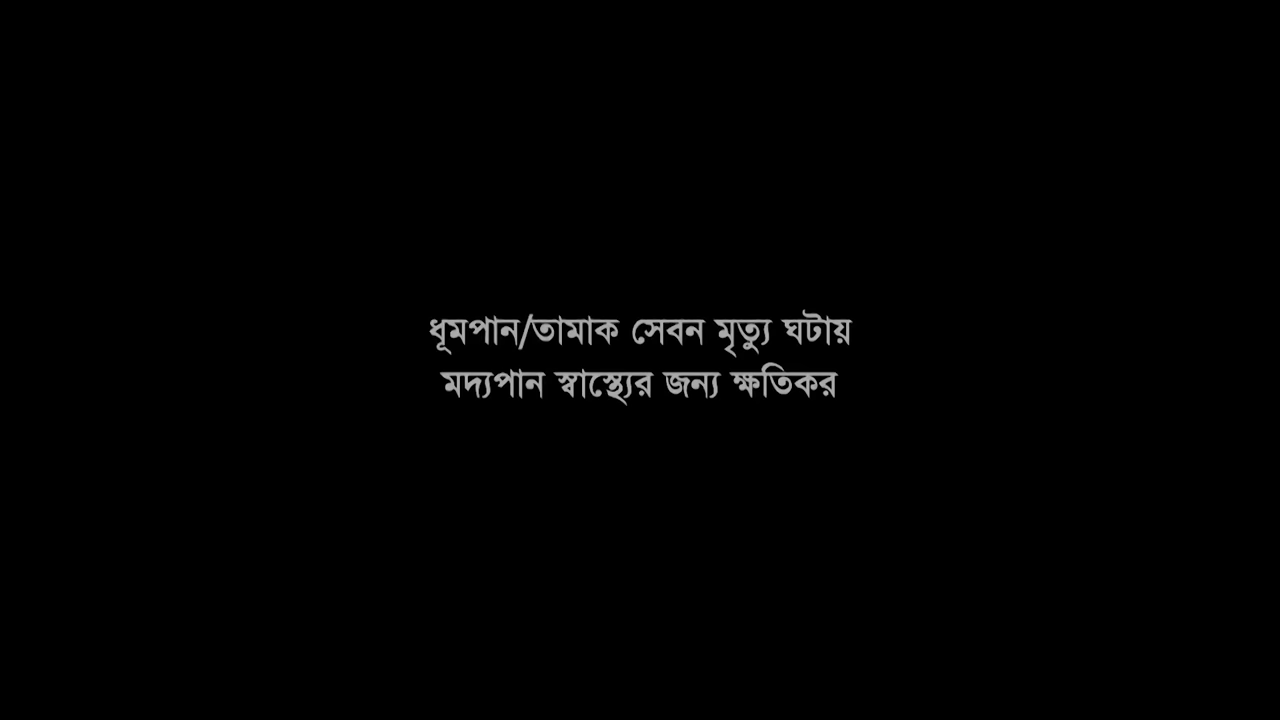 ধূমপান/তামাক সেবন মৃত্যু ঘটায়
মদ্যপান স্বাস্থ্যের জন্য ক্ষতিকর